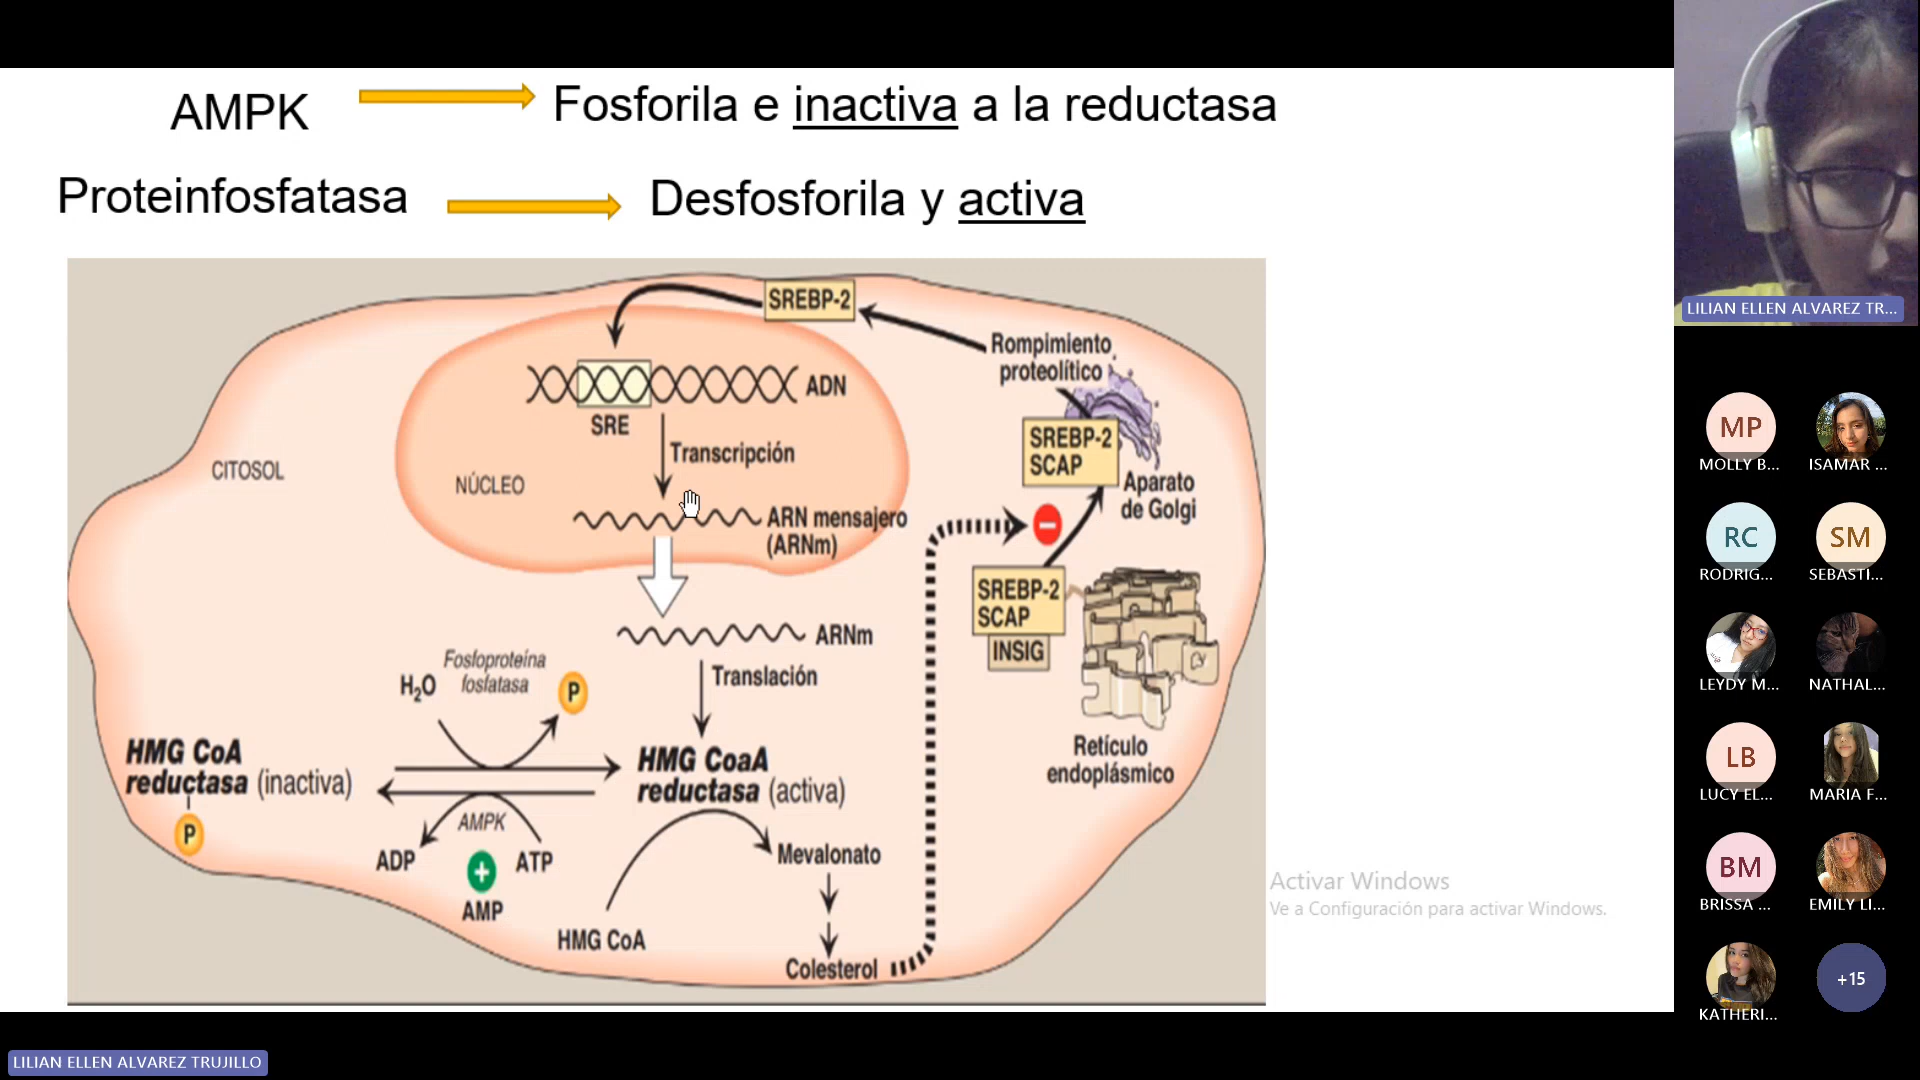 AMPK
Fosforila e inactiva a la reductasa
Proteinfosfatasa
Desfosforila y activa
SREBP-2
Rompimiento
proteolítico
ADN
SRE
Transcripción
SREBP-2
SCAP
Aparato
de Golgi
CITOSOL
NÚCLEO
ARN mensajero
(ARNm)
SREBP-2
SCAP
INSIG
ARNm
Translación
Retículo
endoplásmico
H2O
Fosfoproteína
fosfatasa
P
HMG CoA
reductasa (inactiva)
P
HMG CoaA
reductasa (activa)
AMPK
ADP
ATP
AMP
Mevalonato
HMG CoA
Colesterol
Activar Windows
Ve a Configuración para activar Windows.
LILIAN ELLEN ALVAREZ TR...
MP
MOLLY B...
ISAMAR ...
RC
RODRIG...
SM
SEBASTI...
LEYDY M...
NATHAL...
LB
LUCY EL...
MARIA F...
BM
BRISSA ...
EMILY LI...
KATHERI...
+15
LILIAN ELLEN ALVAREZ TRUJILLO